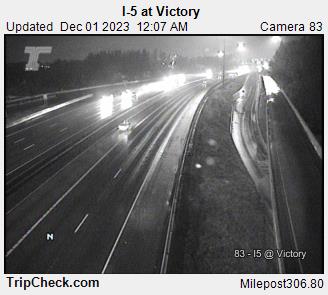 I-5 at Victory
Updated Dec 01 2023 12:07 AM Camera 83
T
N
83 - I5 @ Victory
TripCheck.com Milepost306.80